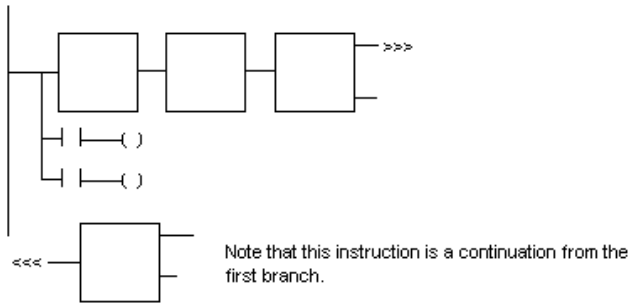 >>>
( )
( )
<<<
Note that this instruction is a continuation from the
first branch.